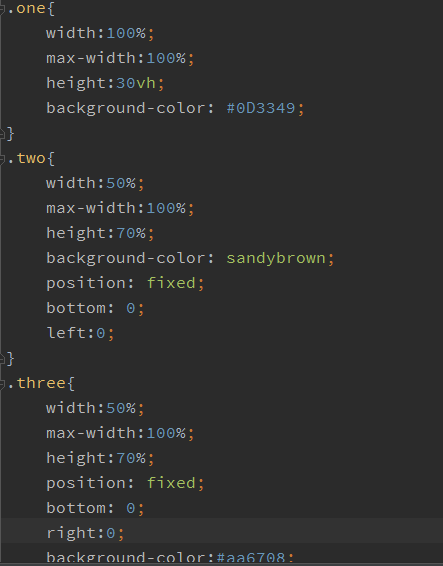 .one{
    width:100%;
    max-width:100%;
    height:30vh;
    background-color: #0D3349;
}
.two{
    width:50%;
    max-width:100%;
    height:70%;
    background-color: sandybrown;
    position: fixed;
    bottom: 0;
    left:0;
}
.three{
    width:50%;
    max-width:100%;
    height:70%;
    position: fixed;
    bottom: 0;
    right:0;
    background-color:#aa6708;